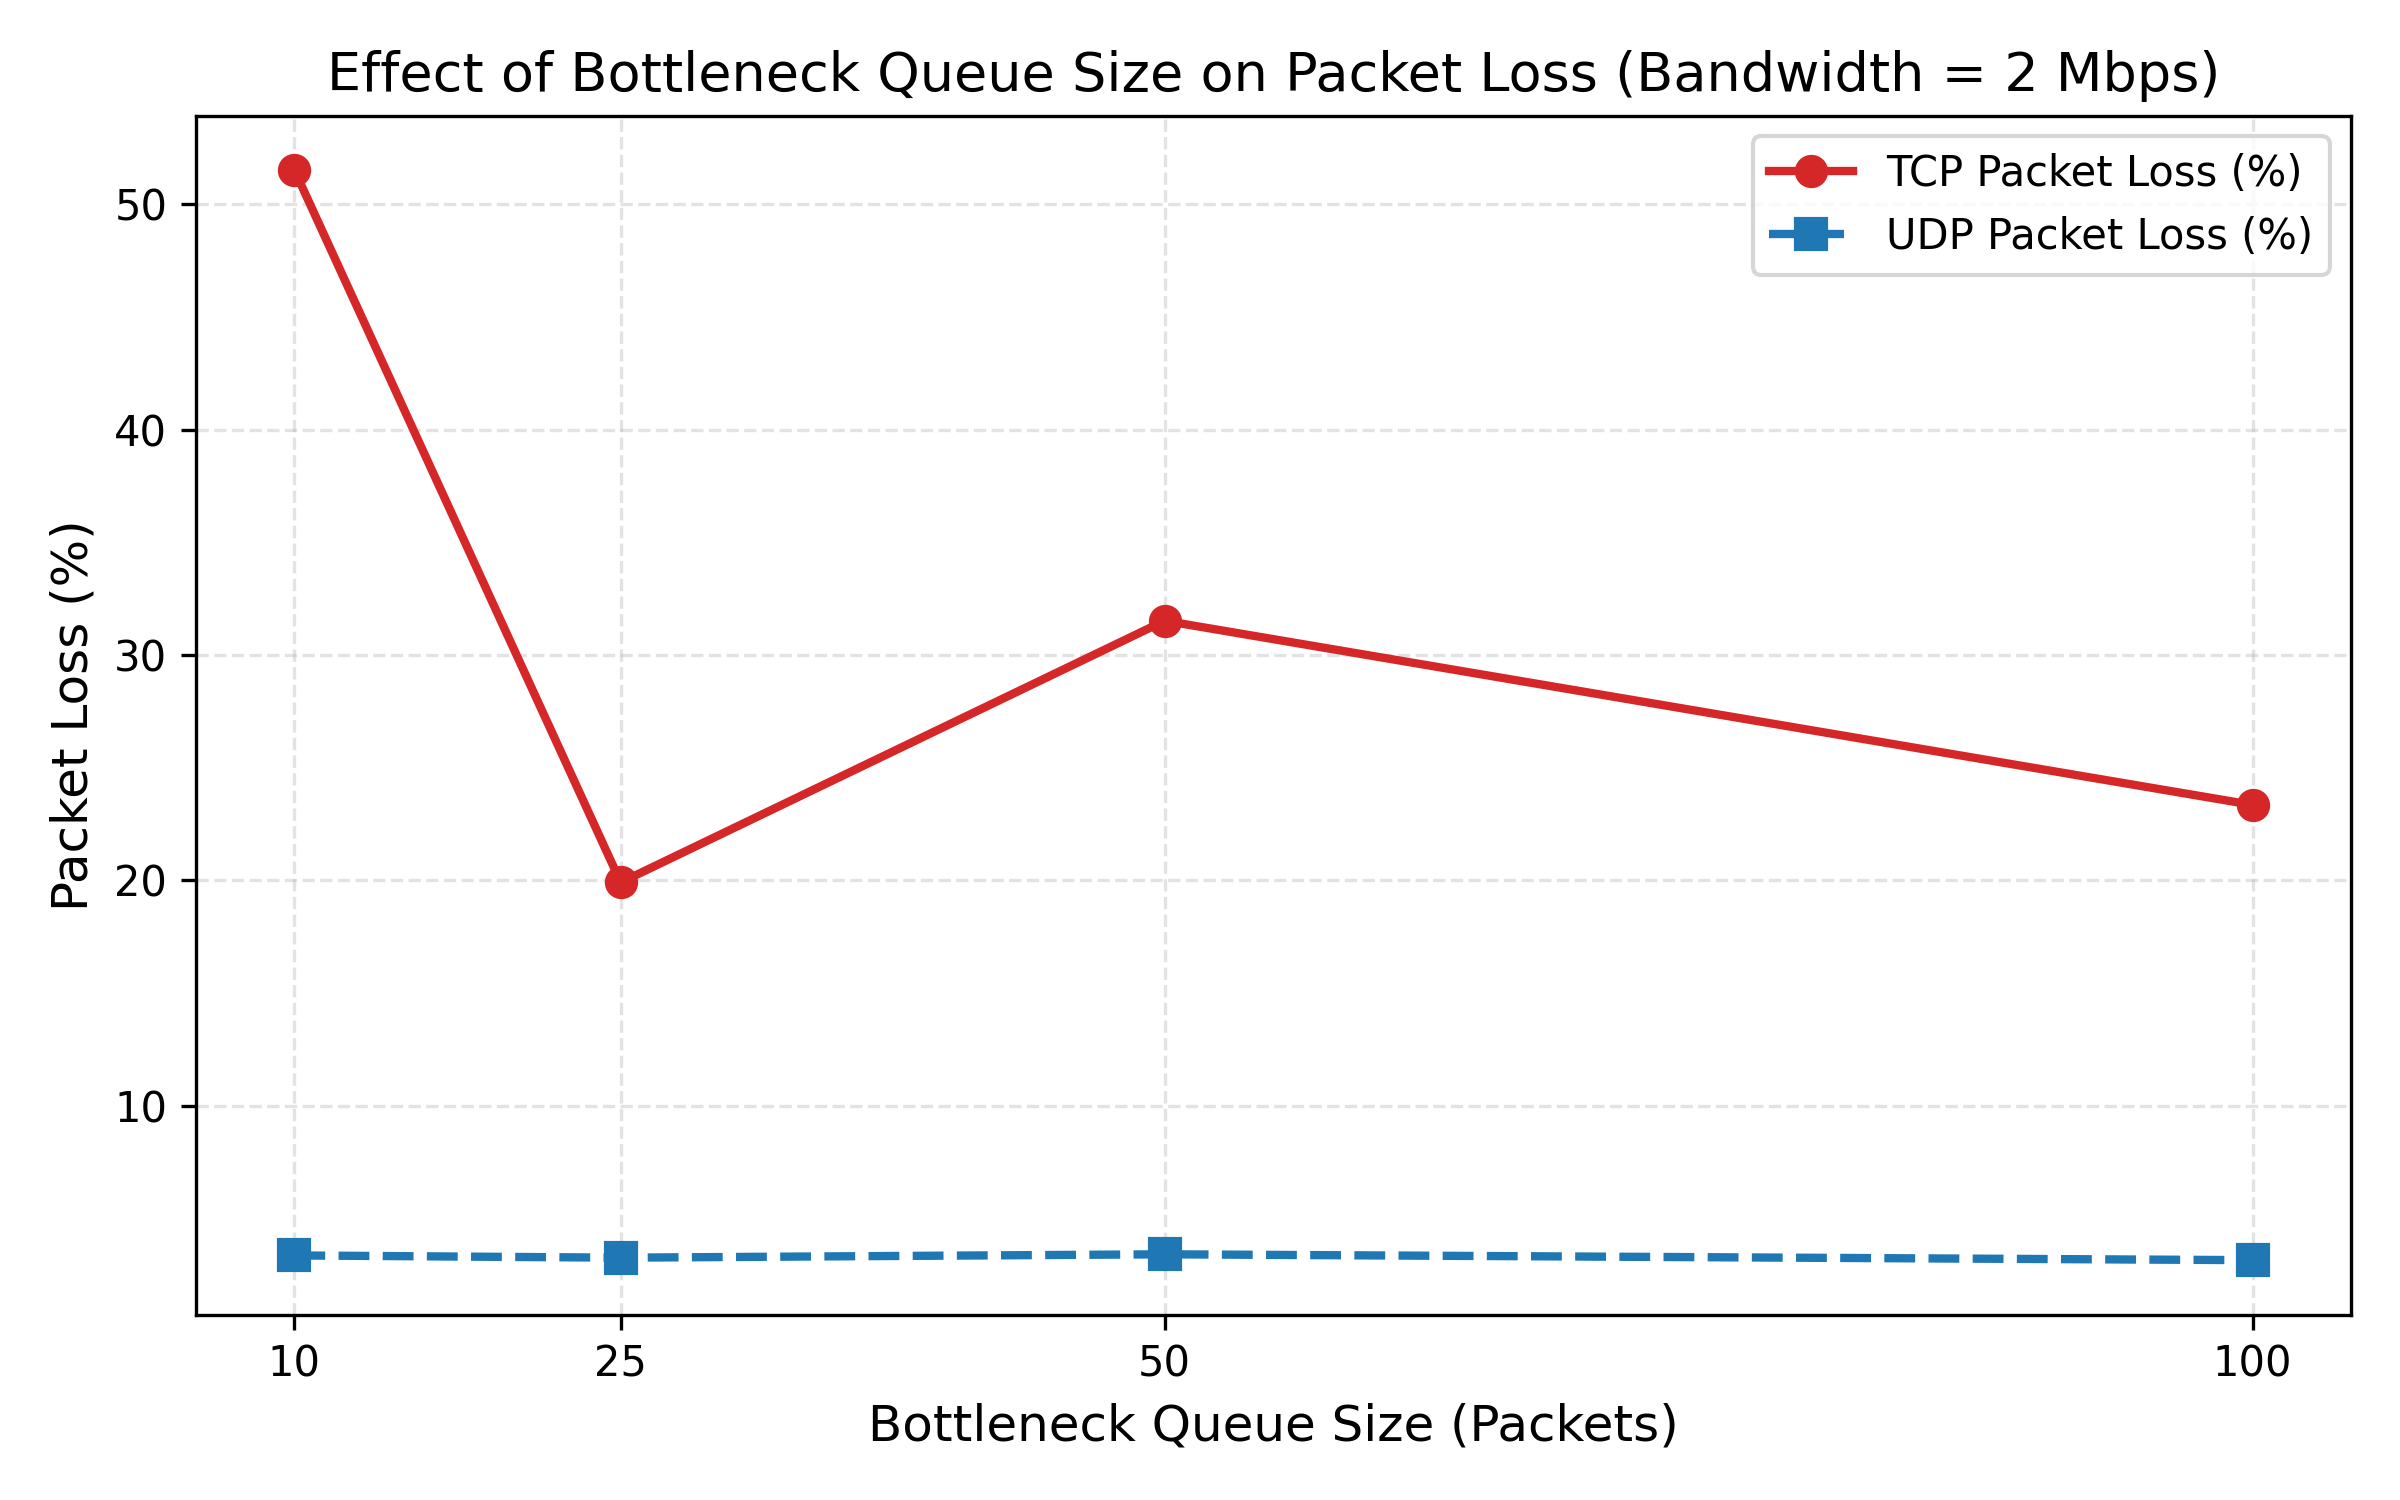 Effect of Bottleneck Queue Size on Packet Loss (Bandwidth = 2 Mbps)
TCP Packet Loss (%)
UDP Packet Loss (%)
Packet Loss (%)
50
40
30
20
10
10 25 50 100
Bottleneck Queue Size (Packets)